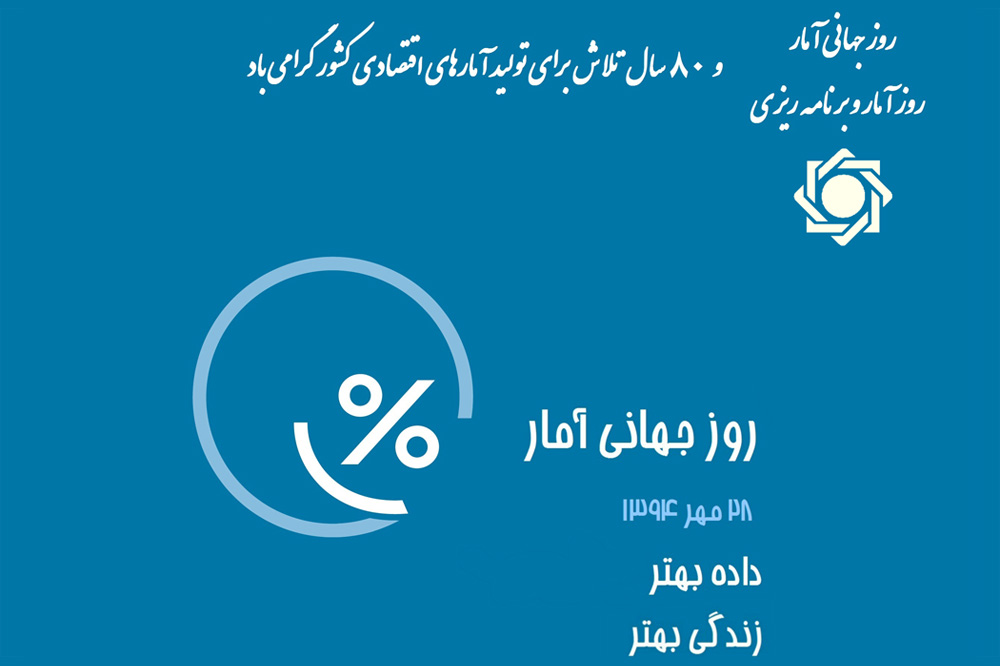 روز جهانی آمار
روز آمار و برنامه ریزی
و ۸۰ سال تلاش برای تولید آمارهای اقتصادی کشور گرامی باد
%
روز جهانی آمار
۲۸ مهر ۱۳۹۴
داده بهتر
زندگی بهتر